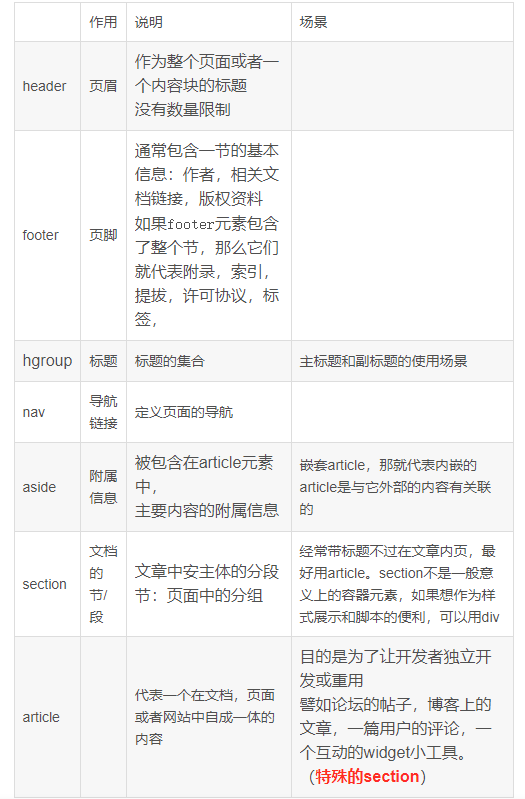 作用 说明 场景
header 页眉 作为整个页面或者一
个内容块的标题
没有数量限制
footer 页脚 通常包含一节的基本
信息：作者，相关文
档链接，版权资料
如果footer元素包含
了整个节，那么它们
就代表附录，索引，
提拔，许可协议，标
签，
hgroup 标题 标题的集合 主标题和副标题的使用场景
nav 导航
链接 定义页面的导航
aside 附属
信息 被包含在article元素
中，
主要内容的附属信息 嵌套article，那就代表内嵌的
article是与它外部的内容有关联
的
section 文档
的
节/
段 文章中安主体的分段
节：页面中的分组 经常带标题不过在文章内页，最
好用article。section不是一般意
义上的容器元素，如果想作为样
式展示和脚本的便利，可以用div
article 代表一个在文档，页面
或者网站中自成一体的
内容 目的是为了让开发者独立开
发或重用
譬如论坛的帖子，博客上的
文章，一篇用户的评论，一
个互动的widget小工具。
（特殊的section）